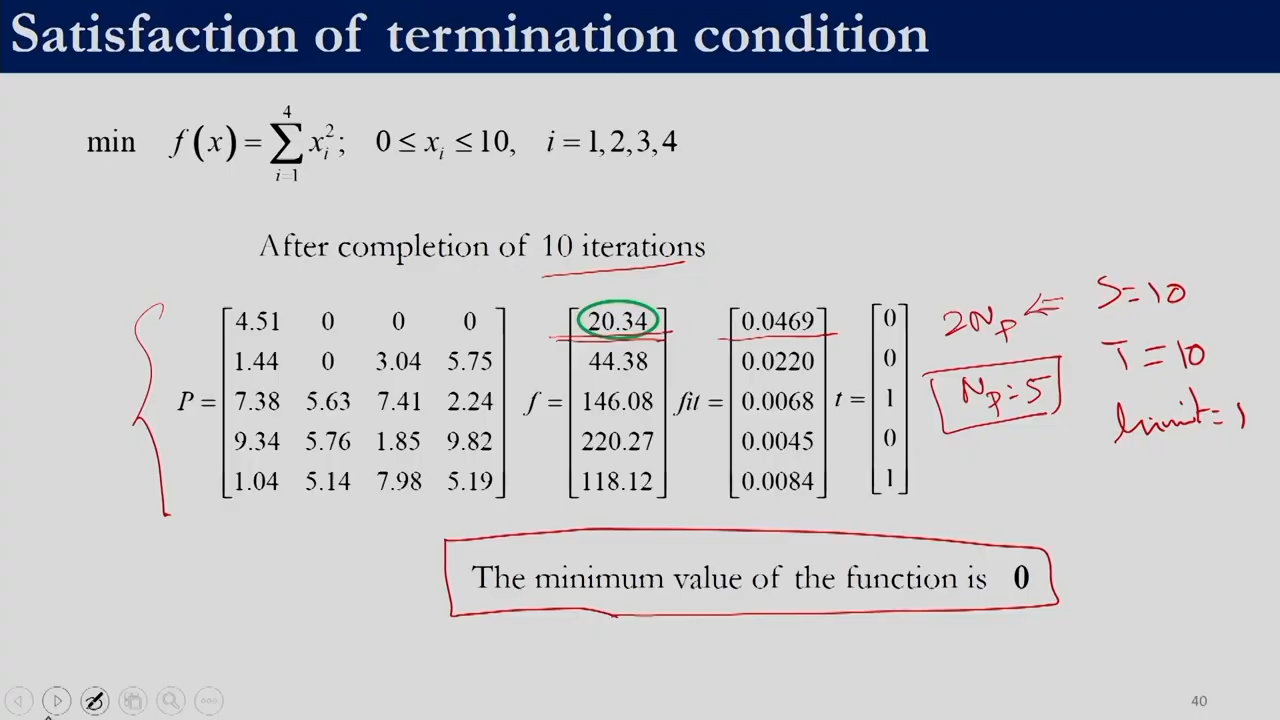 Satisfaction of termination condition
min f(x) = ∑_{i=1}^{4} x_i^2; 0 ≤ x_i ≤ 10, i = 1, 2, 3, 4
After completion of 10 iterations
P = [4.51 0 0 0; 1.44 0 3.04 5.75; 7.38 5.63 7.41 2.24; 9.34 5.76 1.85 9.82; 1.04 5.14 7.98 5.19] f = [20.34; 44.38; 146.08; 220.27; 118.12] fit = [0.0469; 0.0220; 0.0068; 0.0045; 0.0084] t = [0; 0; 1; 0; 1]
2Np ⇐ S=10
T=10
Np=5
limit=1
The minimum value of the function is 0
40